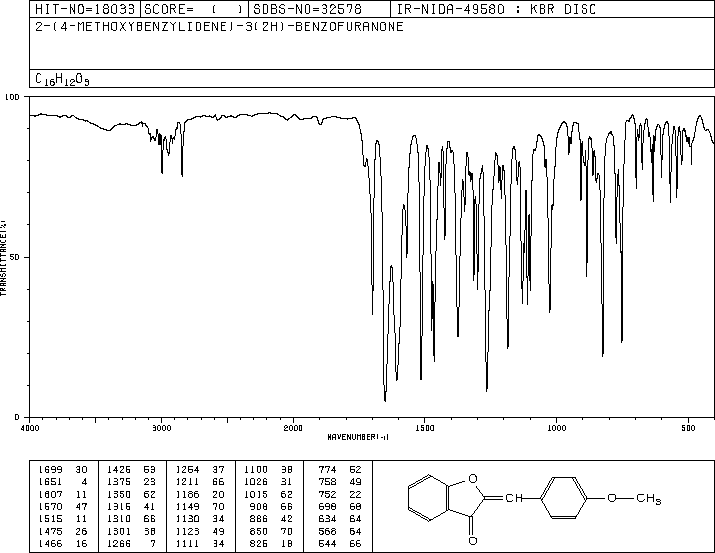 HIT-NO=18033 SCORE= ( ) SDBS-NO=32578 IR-NIDA-49580 : KBR DISC
2-(4-METHOXYBENZYLIDENE)-3(2H)-BENZOFURANONE
C16H12O3
100
50
0
TRANSMITTANCE(%)
4000 3000 2000 1500 1000 500
WAVENUMBER(-1)
1699 30 1426 53 1264 37 1100 38 774 52
1651 4 1375 23 1211 66 1026 31 758 49
1607 11 1350 62 1186 20 1015 62 752 22
1570 47 1316 41 1149 70 908 66 698 68
1515 11 1310 66 1130 34 886 42 634 64
1475 26 1301 38 1123 49 850 70 568 64
1466 16 1266 7 1111 34 826 18 544 66
O
CH
O
CH3
O